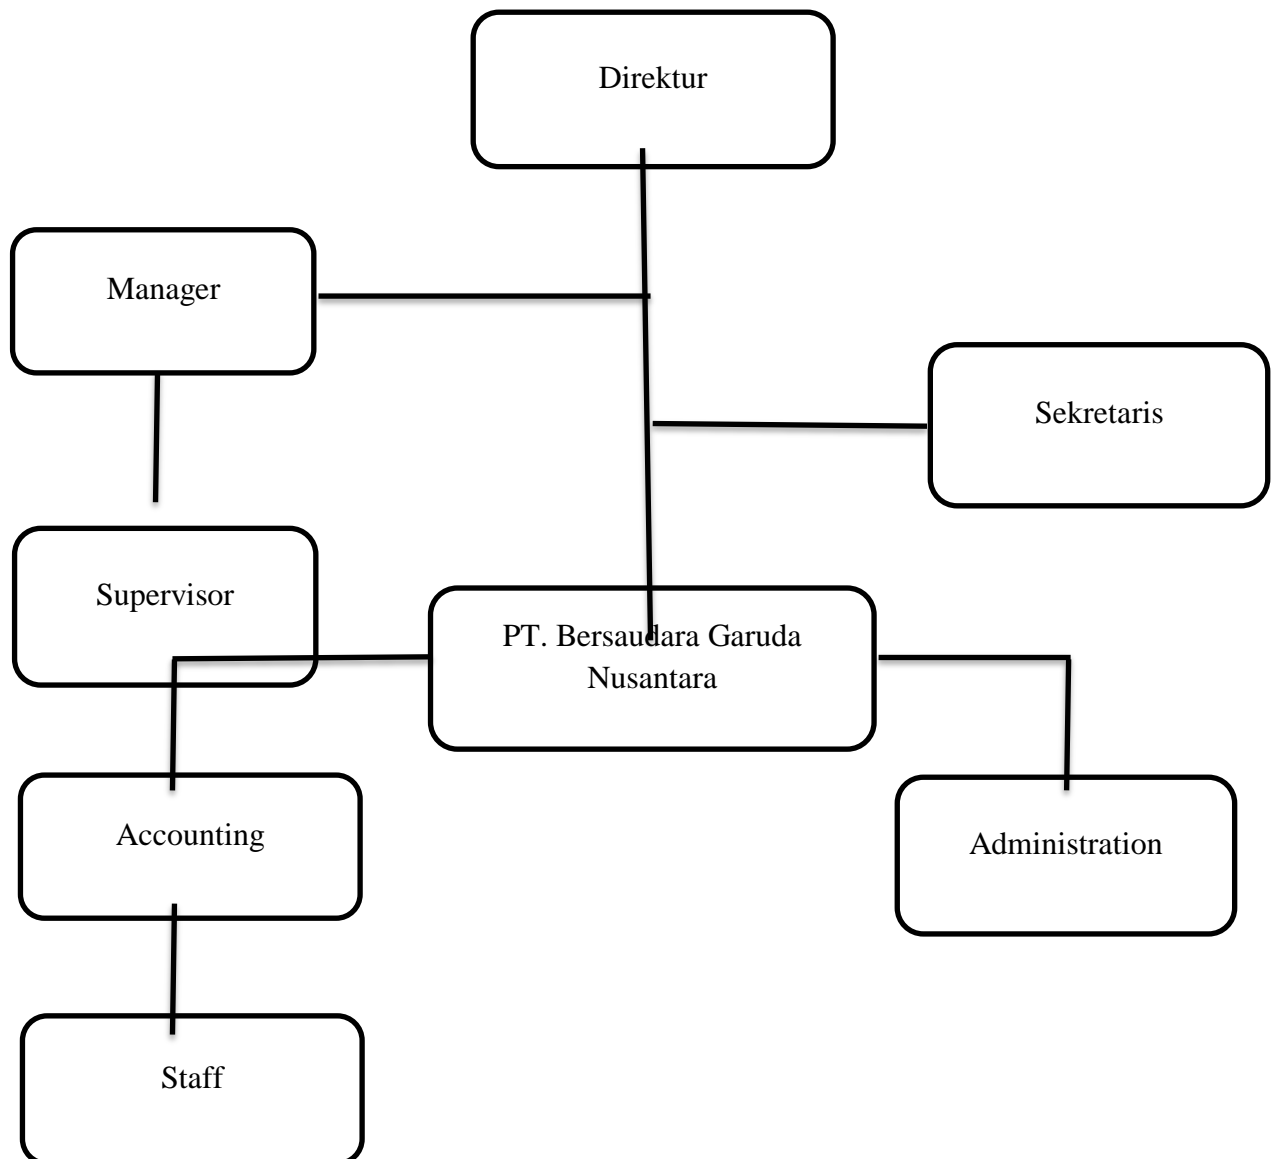 Direktur
Manager
Sekretaris
Supervisor
PT. Bersaudara Garuda
Nusantara
Accounting
Administration
Staff